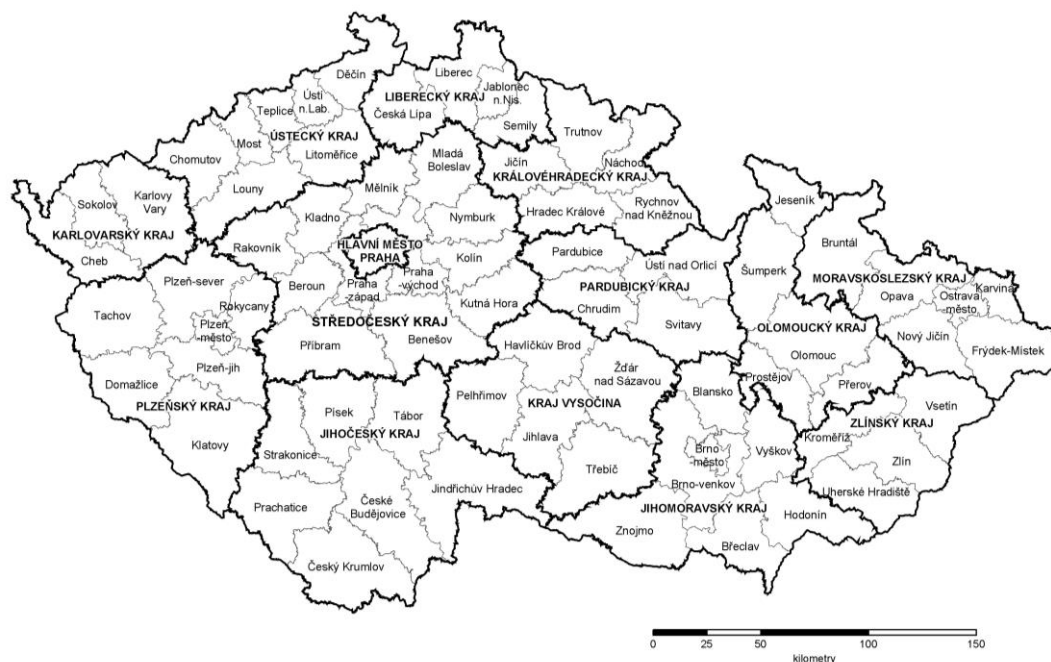 Děčín
Liberec
Ústí
n.Lab.
Jablonec
n.Nis.
Teplice
LIBERECKÝ KRAJ
Česká Lípa
Semily
Trutnov
ÚSTECKÝ KRAJ
Most
Litoměřice
Chomutov
Mladá
Boleslav
Jičín
Náchod
KRÁLOVÉHRADECKÝ KRAJ
Louny
Mělník
Karlovy
Vary
Sokolov
Jeseník
Rychnov
nad Kněžnou
Hradec Králové
Nymburk
Kladno
KARLOVARSKÝ KRAJ
Cheb
Rakovník
HLAVNÍ MĚSTO
PRAHA
Kolín
Pardubice
Ústí nad Orlicí
Bruntál
Šumperk
Plzeň-sever
Beroun
Praha
-západ
Praha
-východ
MORAVSKOSLEZSKÝ KRAJ
PARDUBICKÝ KRAJ
Karviná
Opava
Ostrava
-město
Rokycany
Kutná Hora
Chrudim
Tachov
STŘEDOČESKÝ KRAJ
Svitavy
OLOMOUCKÝ KRAJ
Plzeň
-město
Nový Jičín
Příbram
Benešov
Havlíčkův Brod
Frýdek-Místek
Žďár
nad Sázavou
Olomouc
Plzeň-jih
Domažlice
Prostějov
Přerov
Blansko
Pelhřimov
KRAJ VYSOČINA
PLZEŇSKÝ KRAJ
Vsetín
Písek
Tábor
JIHOČESKÝ KRAJ
ZLÍNSKÝ KRAJ
Kroměříž
Jihlava
Klatovy
Strakonice
Brno
-město
Vyškov
Zlín
Třebíč
Brno-venkov
Jindřichův Hradec
Uherské Hradiště
Prachatice
České
Budějovice
JIHOMORAVSKÝ KRAJ
Hodonín
Znojmo
Břeclav
Český Krumlov
0 25 50 100 150
kilometry